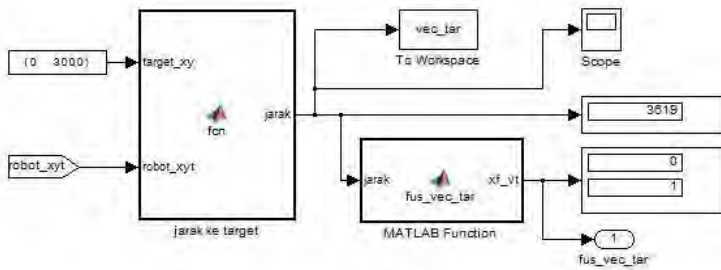 vec_tar
To Workspace
Scope
[0 3000]
target_xy
fcn
jarak
3619
robot_xyt
robot_xyt
jarak ke target
jarak
fus_vec_tar
xf_vt
MATLAB Function
0
1
1
fus_vec_tar